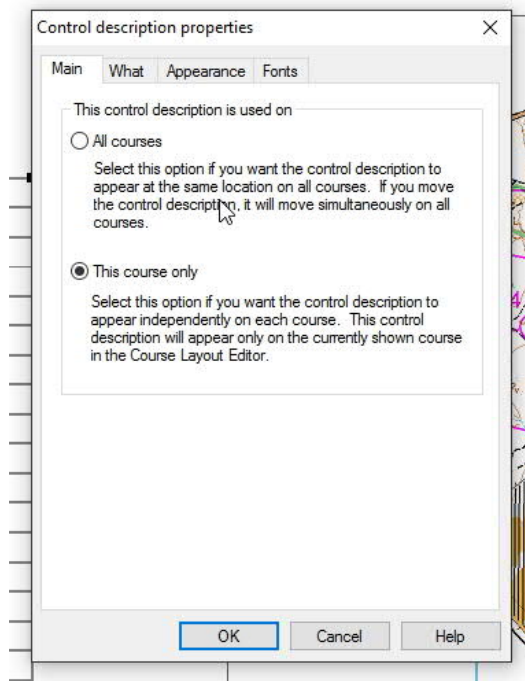 Control description properties
Main What Appearance Fonts
This control description is used on
All courses
Select this option if you want the control description to
appear at the same location on all courses. If you move
the control description, it will move simultaneously on all
courses.
This course only
Select this option if you want the control description to
appear independently on each course. This control
description will appear only on the currently shown course
in the Course Layout Editor.
OK Cancel Help